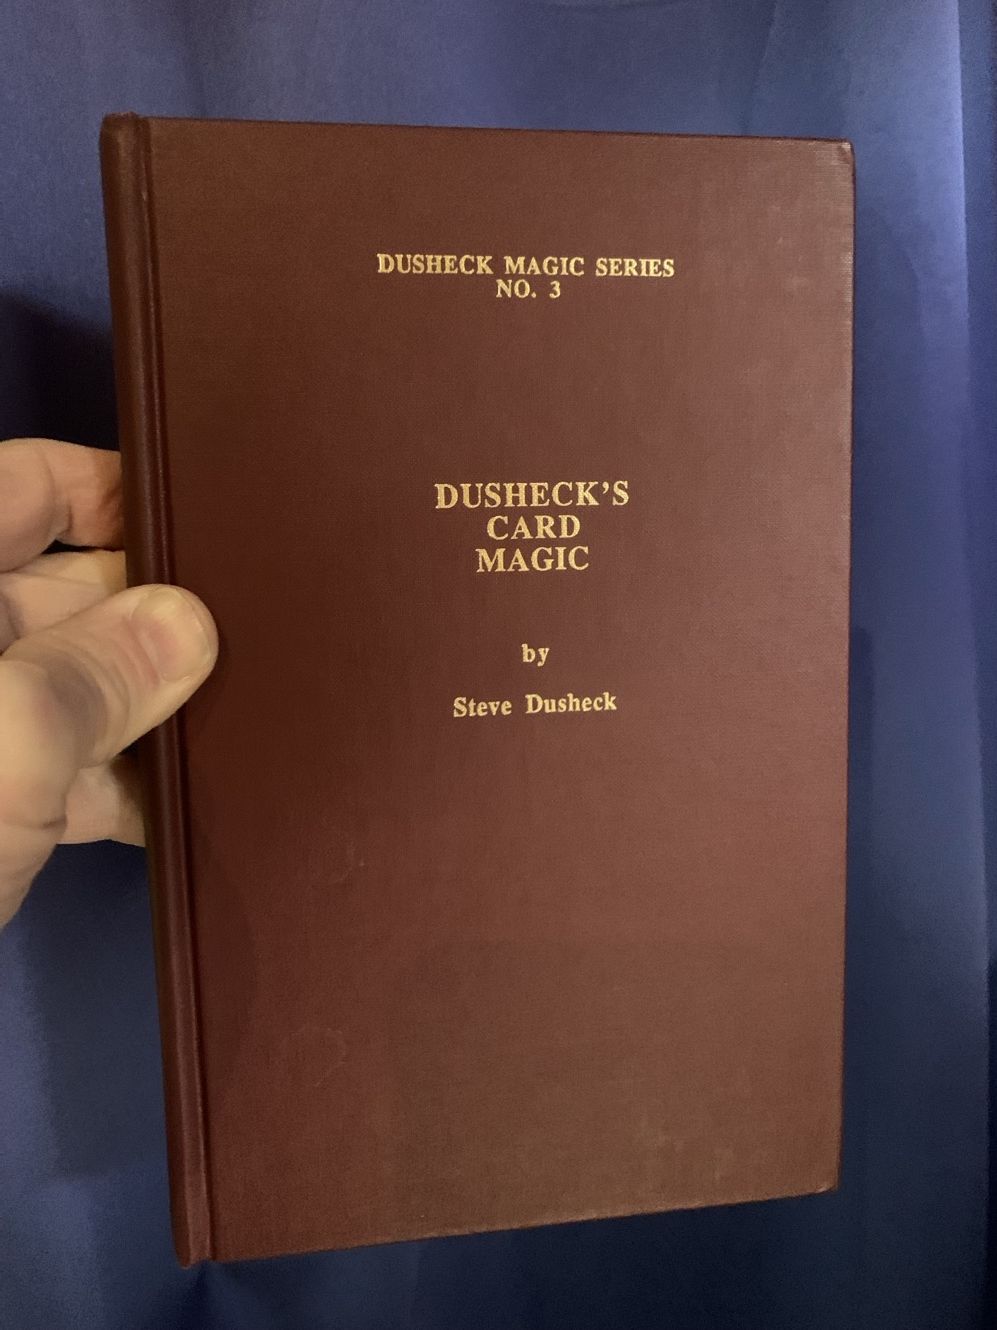 DUSHECK MAGIC SERIES
NO. 3
DUSHECK'S
CARD
MAGIC
by
Steve Dusheck